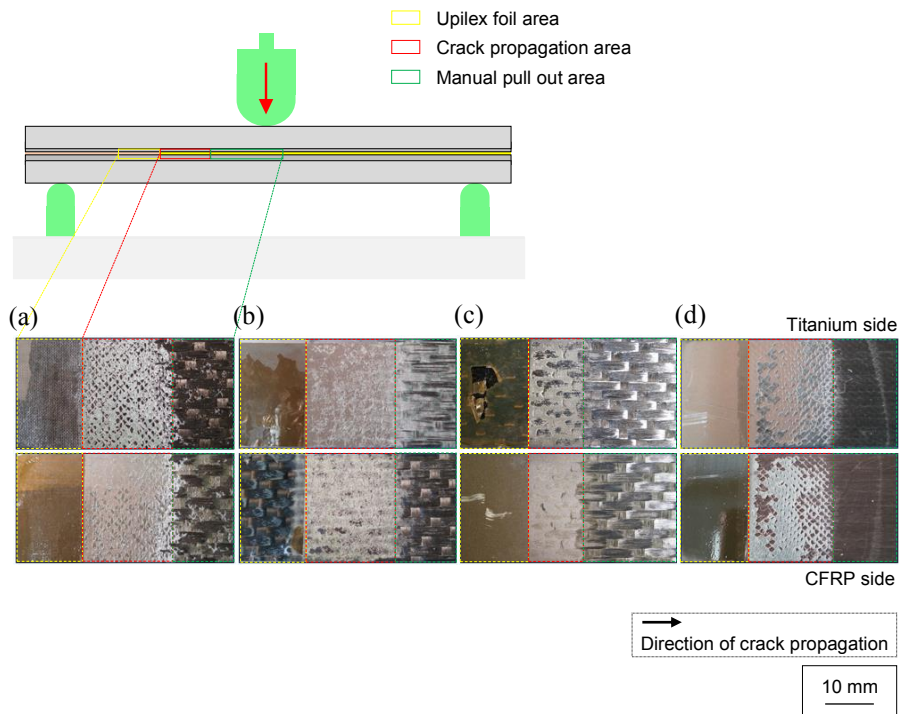 Upilex foil area
Crack propagation area
Manual pull out area
(a)
(b)
(c)
(d)
Titanium side
CFRP side
Direction of crack propagation
10 mm